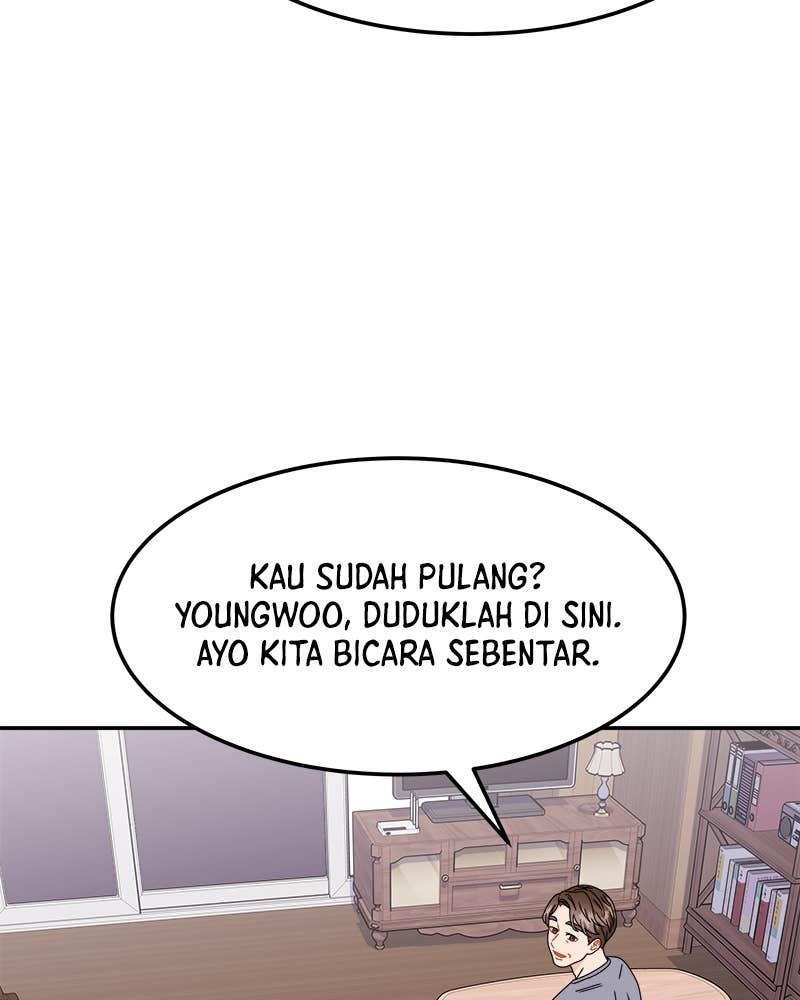 KAU SUDAH PULANG?
YOUNGWOO, DUDUKLAH DI SINI.
AYO KITA BICARA SEBENTAR.